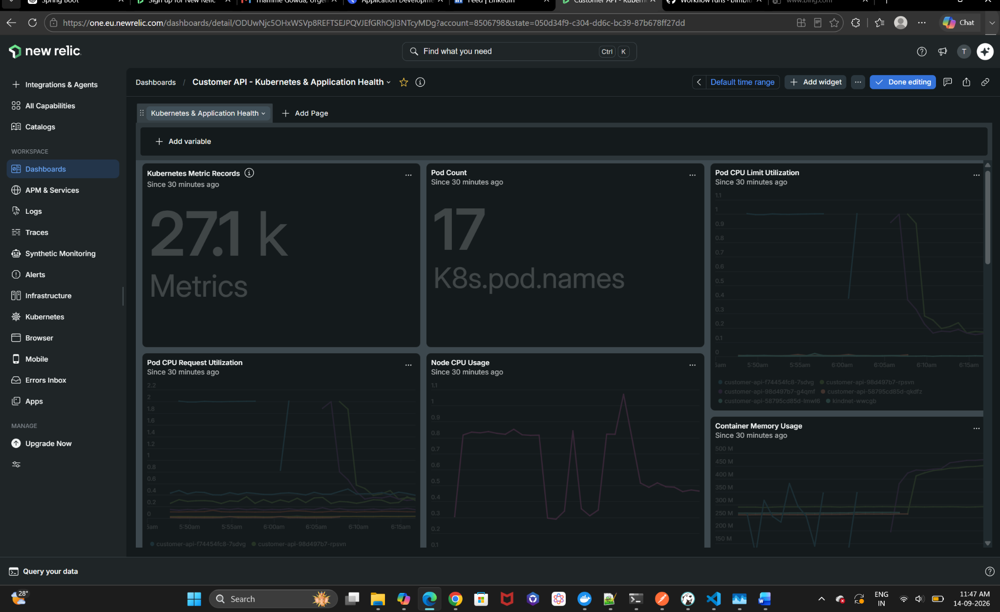 Spring Boot
Sign up for New Relic
Application Developme
Feed | LinkedIn
Customer API - Kubern
Workflow runs · bimbit
www.bing.com
https://one.eu.newrelic.com/dashboards/detail/
Chat
new relic
Find what you need
Ctrl K
T
Integrations & Agents
All Capabilities
Catalogs
WORKSPACE
Dashboards
APM & Services
Logs
Traces
Synthetic Monitoring
Alerts
Infrastructure
Kubernetes
Browser
Mobile
Errors Inbox
Apps
MANAGE
Upgrade Now
Dashboards / Customer API - Kubernetes & Application Health
Default time range
Add widget
Done editing
Kubernetes & Application Health
Add Page
Add variable
Kubernetes Metric Records
Since 30 minutes ago
27.1 k
Metrics
Pod Count
Since 30 minutes ago
17
K8s.pod.names
Pod CPU Limit Utilization
Since 30 minutes ago
1.1
1
0.9
0.8
0.7
0.6
0.5
0.4
0.3
0.2
0.1
0
5am 5:50am 5:55am 6:00am 6:05am 6:10am 6:15am
customer-api-f74454fc8-7sdvg customer-api-98d497b7-rpsvn
customer-api-98d497b7-g4qmf customer-api-58795cd85d-qkdfz
customer-api-58795cd85d-lmwl6 kindnet-wwcgb
Pod CPU Request Utilization
Since 30 minutes ago
2.2
2
1.8
1.6
1.4
1.2
1
0.8
0.6
0.4
0.2
0
5am 5:50am 5:55am 6:00am 6:05am 6:10am 6:15am
customer-api-f74454fc8-7sdvg customer-api-98d497b7-rpsvn
Node CPU Usage
Since 30 minutes ago
1.1
1
0.9
0.8
0.7
0.6
0.5
0.4
0.3
0.2
0.1
Container Memory Usage
Since 30 minutes ago
500 M
450 M
400 M
350 M
300 M
250 M
200 M
150 M
Query your data
28°
Search
ENG
IN
11:47 AM
14-09-2026